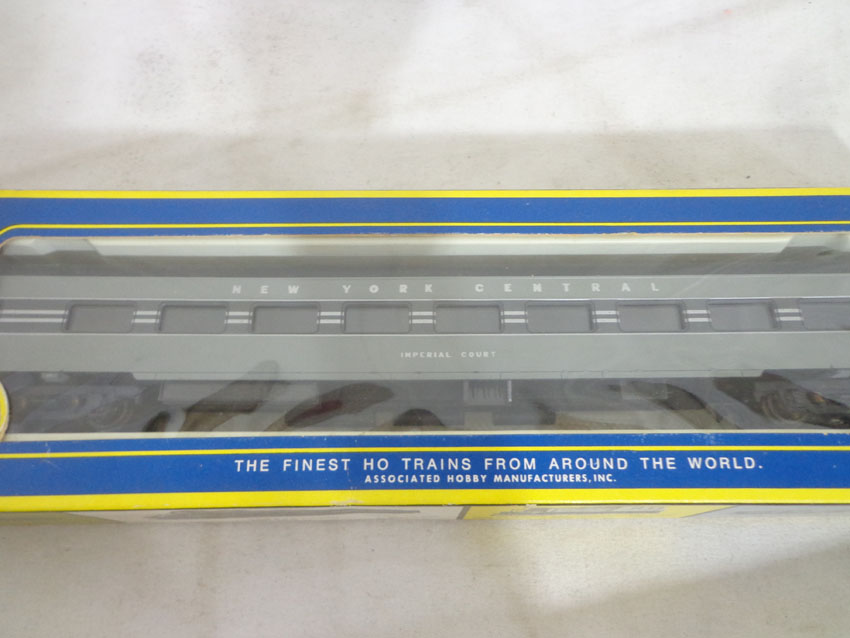 NEW YORK CENTRAL
IMPERIAL COURT
THE FINEST HO TRAINS FROM AROUND THE WORLD.
ASSOCIATED HOBBY MANUFACTURERS, INC.